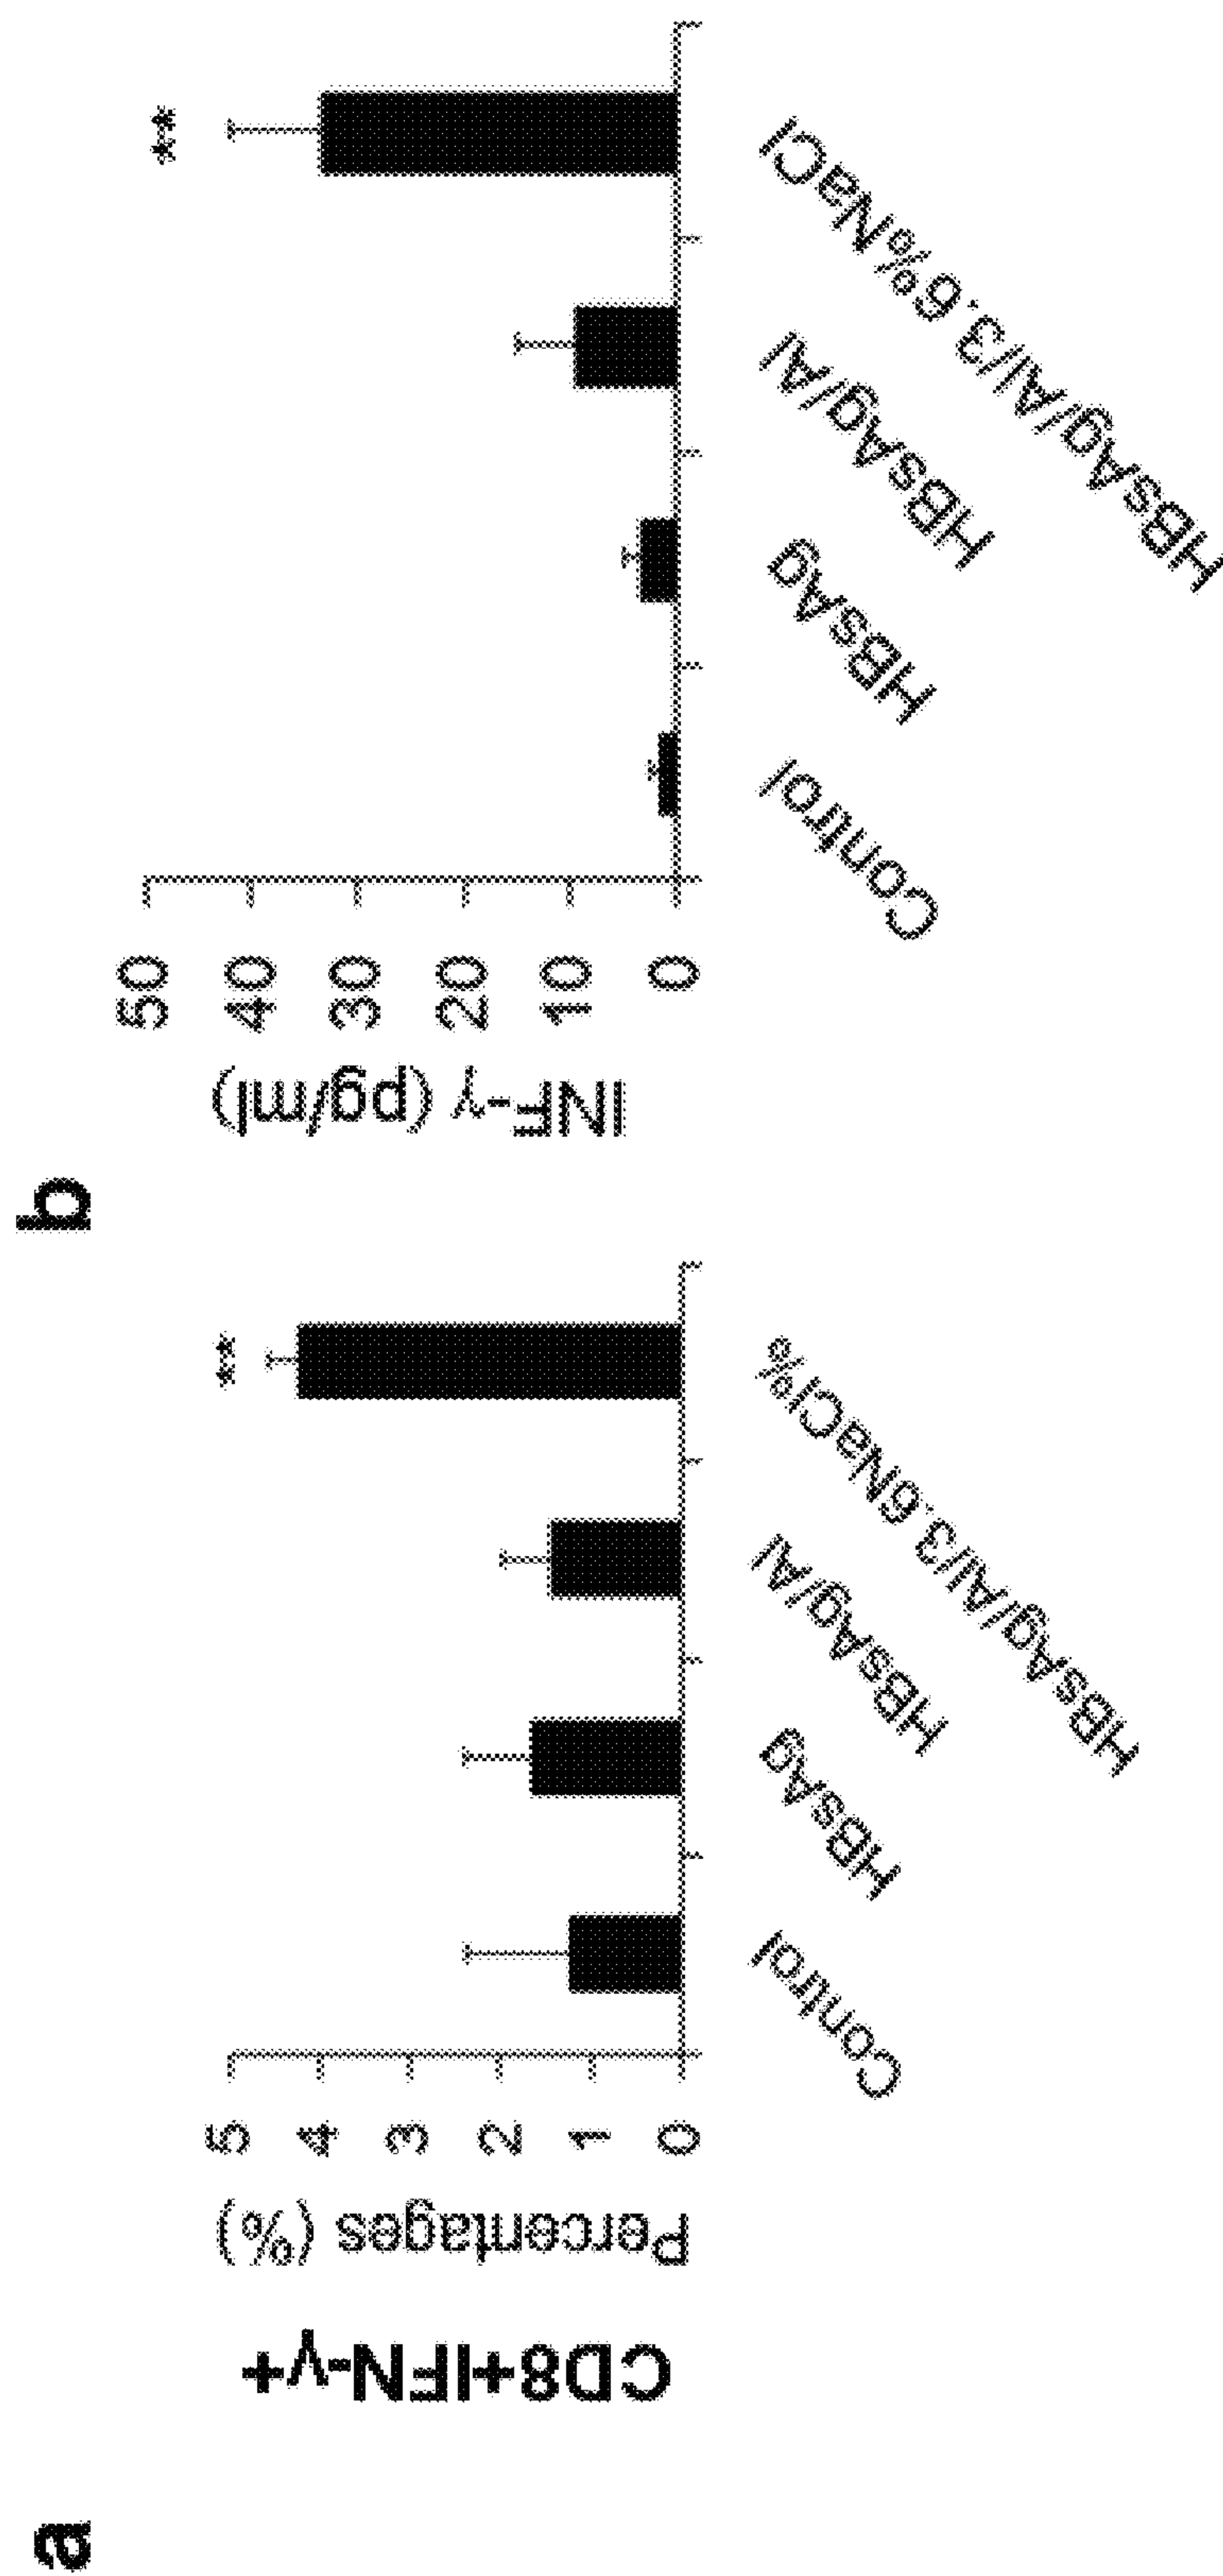 a
CD8+IFN-γ+
Percentages (%)
5
4
3
2
1
0
**
Control
HBsAg
HBsAg/Al
HBsAg/Al/3.6NaCl%
b
INF-γ (pg/ml)
50
40
30
20
10
0
**
Control
HBsAg
HBsAg/Al
HBsAg/Al/3.6%NaCl